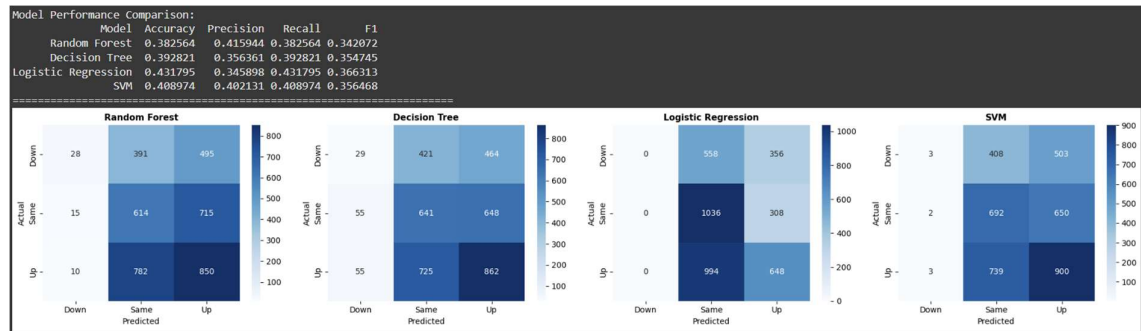 Model Performance Comparison:
Model Accuracy Precision Recall F1
Random Forest 0.382564 0.415944 0.382564 0.342072
Decision Tree 0.392821 0.356361 0.392821 0.354745
Logistic Regression 0.431795 0.345898 0.431795 0.366313
SVM 0.408974 0.402131 0.408974 0.356468
======================================================================
Random Forest
Down 28 391 495
Actual
Same 15 614 715
Up 10 782 850
Down Same Up
Predicted
800
700
600
500
400
300
200
100
Decision Tree
Down 29 421 464
Actual
Same 55 641 648
Up 55 725 862
Down Same Up
Predicted
800
700
600
500
400
300
200
100
Logistic Regression
Down 0 558 356
Actual
Same 0 1036 308
Up 0 994 648
Down Same Up
Predicted
1000
800
600
400
200
0
SVM
Down 3 408 503
Actual
Same 2 692 650
Up 3 739 900
Down Same Up
Predicted
900
800
700
600
500
400
300
200
100